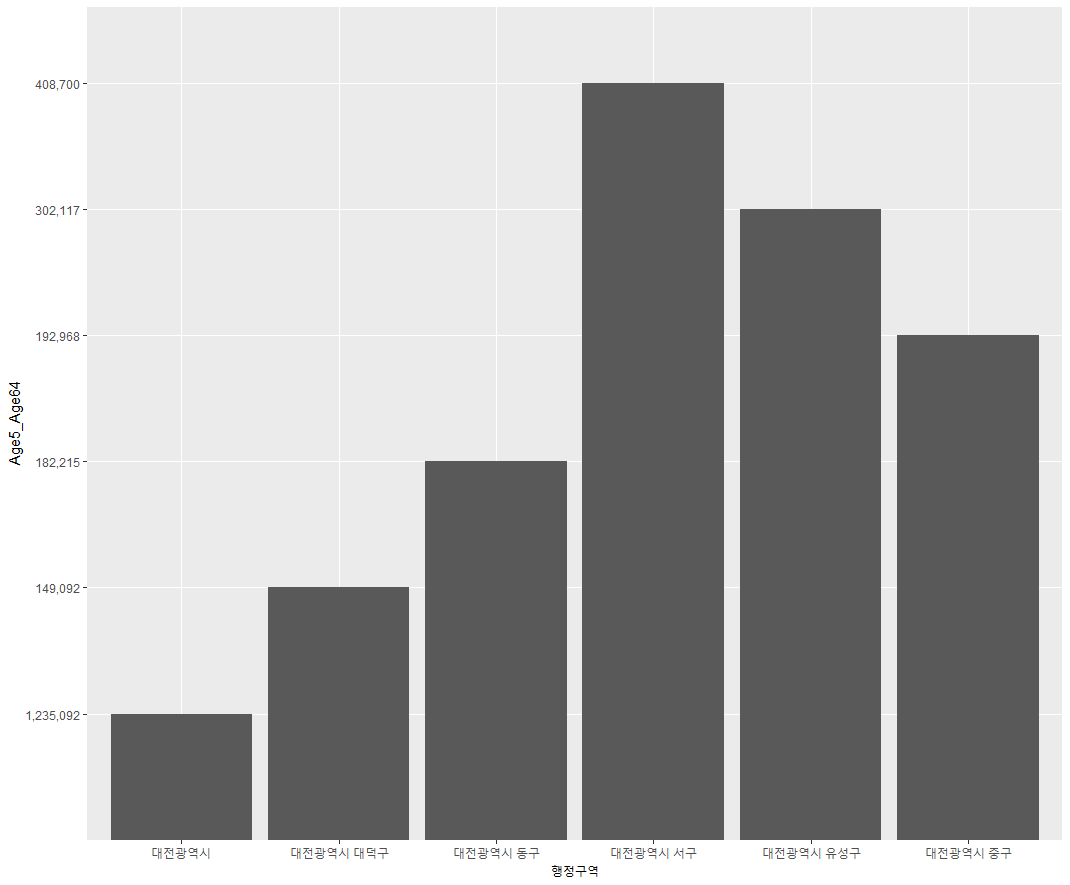 408,700
302,117
192,968
182,215
149,092
1,235,092
Age5_Age64
대전광역시
대전광역시 대덕구
대전광역시 동구
대전광역시 서구
대전광역시 유성구
대전광역시 중구
행정구역